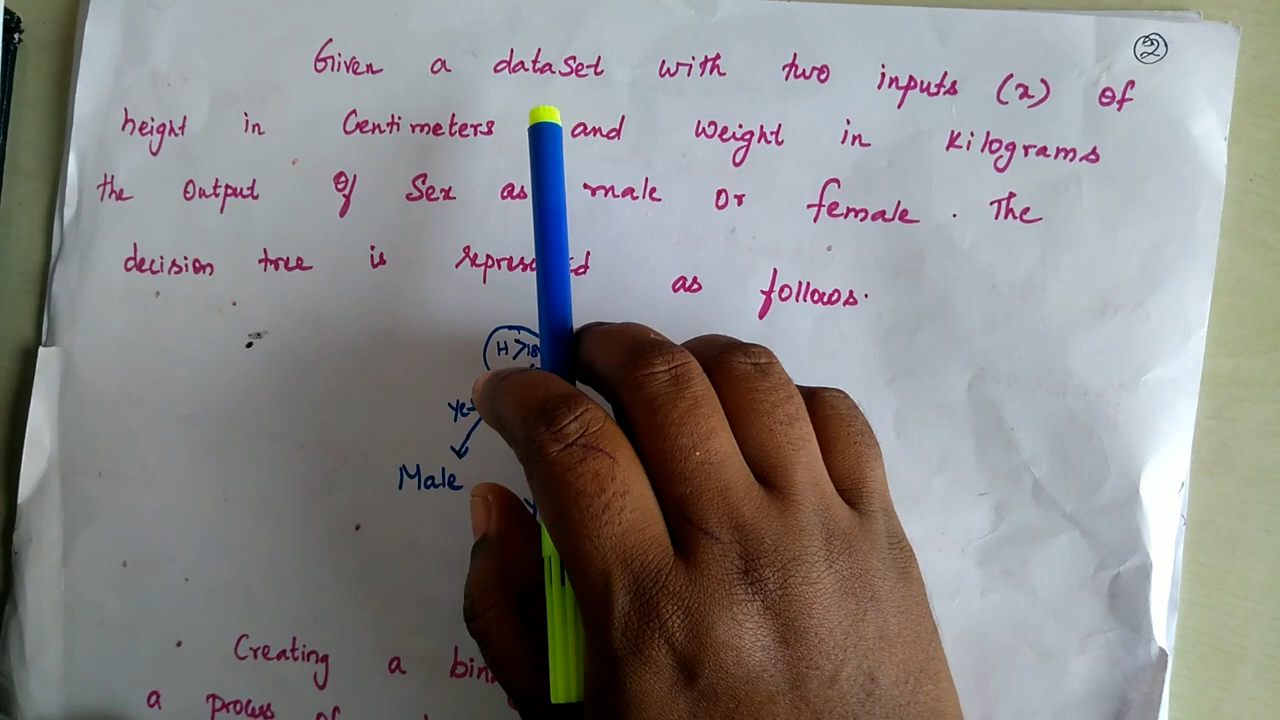 2
Given a dataset with two inputs (x) of
height in Centimeters and Weight in Kilograms
the Output of Sex as male or female. The
decision tree is as follows.
H >
Male
Creating a
a